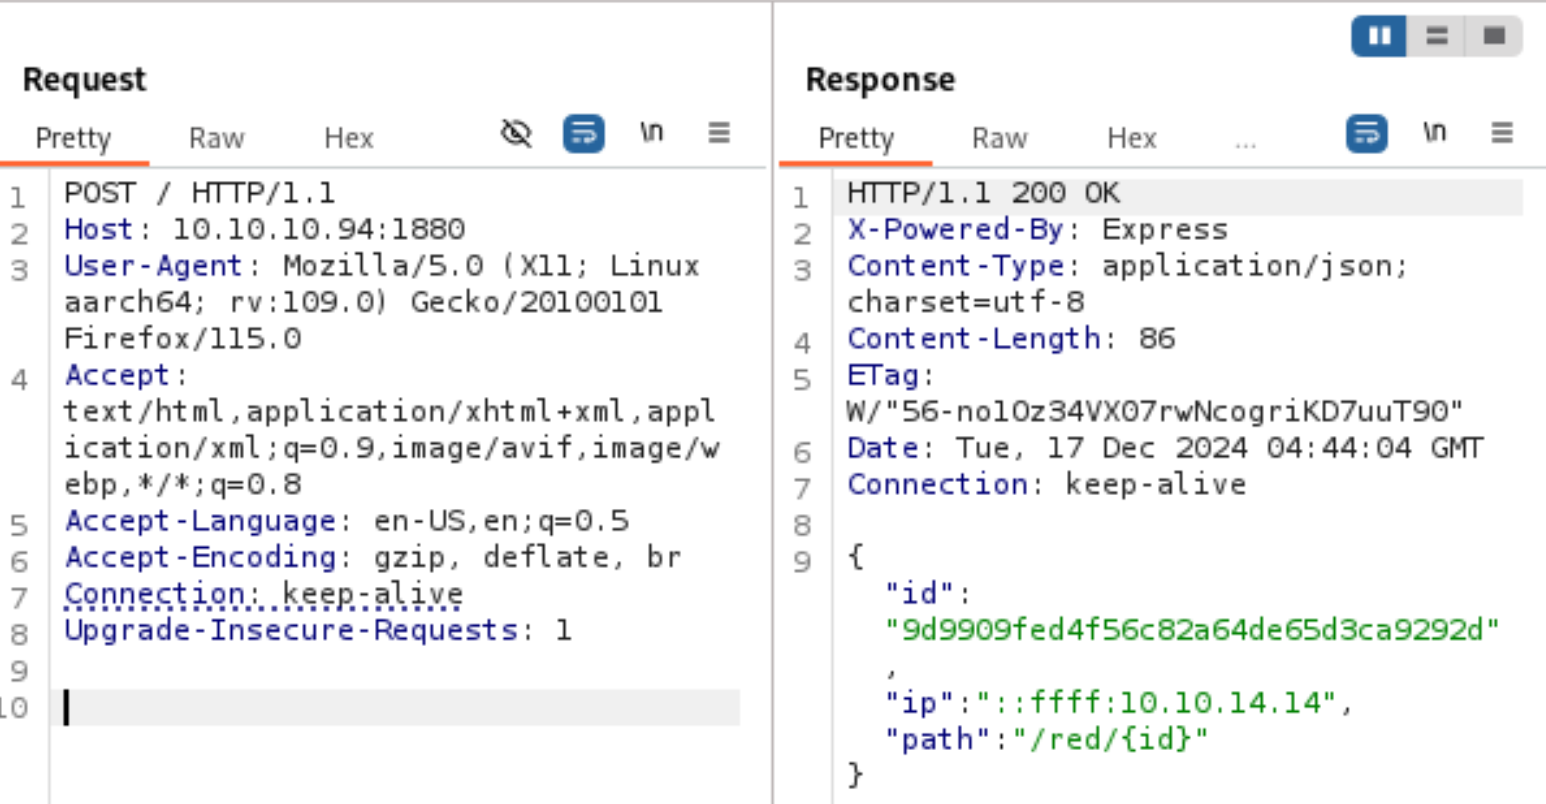 Request
Pretty Raw Hex \n
1 POST / HTTP/1.1
2 Host: 10.10.10.94:1880
3 User-Agent: Mozilla/5.0 (X11; Linux
aarch64; rv:109.0) Gecko/20100101
Firefox/115.0
4 Accept:
text/html,application/xhtml+xml,appl
ication/xml;q=0.9,image/avif,image/w
ebp,*/*;q=0.8
5 Accept-Language: en-US,en;q=0.5
6 Accept-Encoding: gzip, deflate, br
7 Connection: keep-alive
8 Upgrade-Insecure-Requests: 1
9
10
Response
Pretty Raw Hex ... \n
1 HTTP/1.1 200 OK
2 X-Powered-By: Express
3 Content-Type: application/json;
charset=utf-8
4 Content-Length: 86
5 ETag:
W/"56-nolOz34VX07rwNcogriKD7uuT90"
6 Date: Tue, 17 Dec 2024 04:44:04 GMT
7 Connection: keep-alive
8
9 {
"id":
"9d9909fed4f56c82a64de65d3ca9292d"
,
"ip":"::ffff:10.10.14.14",
"path":"/red/{id}"
}